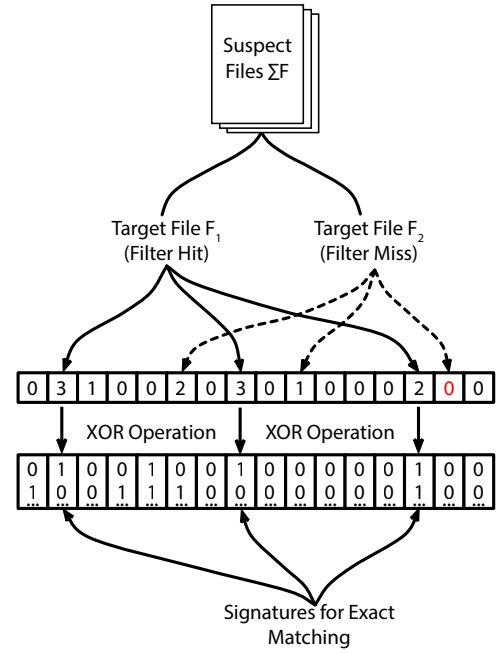 Suspect
Files ∑F
Target File F1
(Filter Hit)
Target File F2
(Filter Miss)
0 3 1 0 0 2 0 3 0 1 0 0 0 2 0 0
XOR Operation XOR Operation
0 1 0 0 1 1 0 1 0 0 0 0 0 1 0 0
1 0 0 1 1 1 0 0 0 0 0 0 0 1 0 0
... ... ... ... ... ... ... ... ... ... ... ... ... ... ... ...
Signatures for Exact
Matching